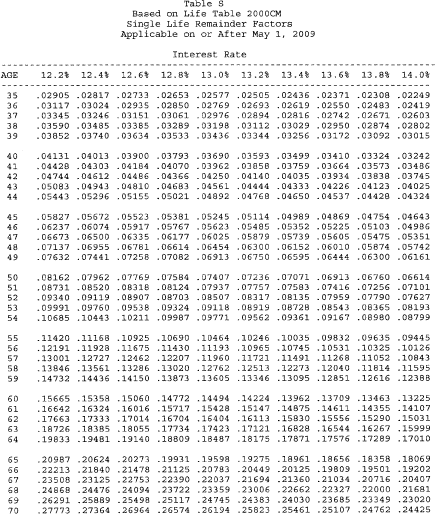 Table S
Based on Life Table 2000CM
Single Life Remainder Factors
Applicable on or After May 1, 2009
Interest Rate
AGE 12.2% 12.4% 12.6% 12.8% 13.0% 13.2% 13.4% 13.6% 13.8% 14.0%
35 .02905 .02817 .02733 .02653 .02577 .02505 .02436 .02371 .02308 .02249
36 .03117 .03024 .02935 .02850 .02769 .02693 .02619 .02550 .02483 .02419
37 .03345 .03246 .03151 .03061 .02976 .02894 .02816 .02742 .02671 .02603
38 .03590 .03485 .03385 .03289 .03198 .03112 .03029 .02950 .02874 .02802
39 .03852 .03740 .03634 .03533 .03436 .03344 .03256 .03172 .03092 .03015
40 .04131 .04013 .03900 .03793 .03690 .03593 .03499 .03410 .03324 .03242
41 .04428 .04303 .04184 .04070 .03962 .03858 .03759 .03664 .03573 .03486
42 .04744 .04612 .04486 .04366 .04250 .04140 .04035 .03934 .03838 .03745
43 .05083 .04943 .04810 .04683 .04561 .04444 .04333 .04226 .04123 .04025
44 .05443 .05296 .05155 .05021 .04892 .04768 .04650 .04537 .04428 .04324
45 .05827 .05672 .05523 .05381 .05245 .05114 .04989 .04869 .04754 .04643
46 .06237 .06074 .05917 .05767 .05623 .05485 .05352 .05225 .05103 .04986
47 .06673 .06500 .06335 .06177 .06025 .05879 .05739 .05605 .05475 .05351
48 .07137 .06955 .06781 .06614 .06454 .06300 .06152 .06010 .05874 .05742
49 .07632 .07441 .07258 .07082 .06913 .06750 .06595 .06444 .06300 .06161
50 .08162 .07962 .07769 .07584 .07407 .07236 .07071 .06913 .06760 .06614
51 .08731 .08520 .08318 .08124 .07937 .07757 .07583 .07416 .07256 .07101
52 .09340 .09119 .08907 .08703 .08507 .08317 .08135 .07959 .07790 .07627
53 .09991 .09760 .09538 .09324 .09118 .08919 .08728 .08543 .08365 .08193
54 .10685 .10443 .10211 .09987 .09771 .09562 .09361 .09167 .08980 .08799
55 .11420 .11168 .10925 .10690 .10464 .10246 .10035 .09832 .09635 .09445
56 .12191 .11928 .11675 .11430 .11193 .10965 .10745 .10531 .10325 .10126
57 .13001 .12727 .12462 .12207 .11960 .11721 .11491 .11268 .11052 .10843
58 .13846 .13561 .13286 .13020 .12762 .12513 .12273 .12040 .11814 .11595
59 .14732 .14436 .14150 .13873 .13605 .13346 .13095 .12851 .12616 .12388
60 .15665 .15358 .15060 .14772 .14494 .14224 .13962 .13709 .13463 .13225
61 .16642 .16324 .16016 .15717 .15428 .15147 .14875 .14611 .14355 .14107
62 .17663 .17333 .17014 .16704 .16404 .16113 .15830 .15556 .15290 .15031
63 .18726 .18385 .18055 .17734 .17423 .17121 .16828 .16544 .16267 .15999
64 .19833 .19481 .19140 .18809 .18487 .18175 .17871 .17576 .17289 .17010
65 .20987 .20624 .20273 .19931 .19598 .19275 .18961 .18656 .18358 .18069
66 .22213 .21840 .21478 .21125 .20783 .20449 .20125 .19809 .19501 .19202
67 .23508 .23125 .22753 .22390 .22037 .21694 .21360 .21034 .20716 .20407
68 .24868 .24476 .24094 .23722 .23359 .23006 .22662 .22327 .22000 .21681
69 .26291 .25889 .25498 .25117 .24745 .24383 .24030 .23685 .23349 .23020
70 .27773 .27364 .26964 .26574 .26194 .25823 .25461 .25107 .24762 .24425